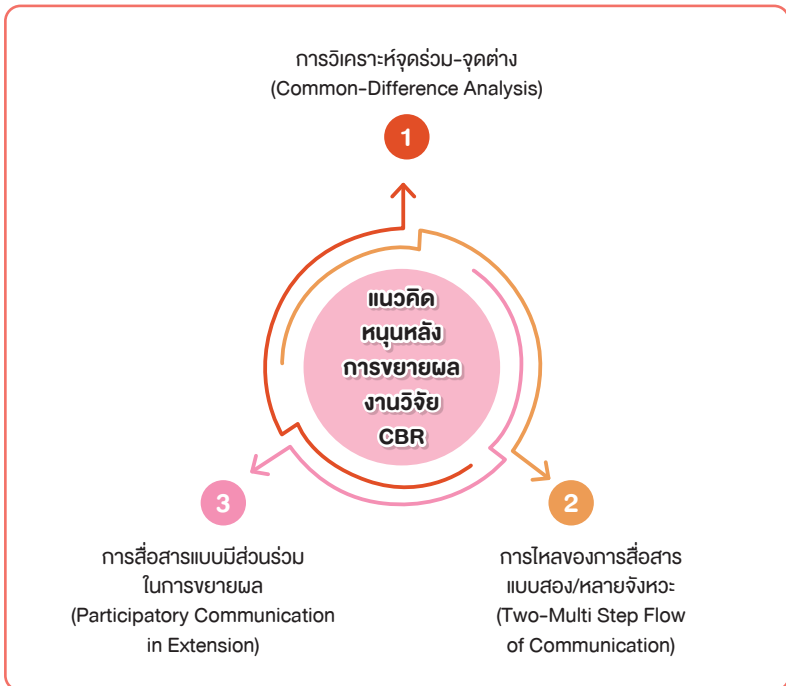 การวิเคราะห์จุดร่วม-จุดต่าง
(Common-Difference Analysis)
1
แนวคิด
หนุนหลัง
การขยายผล
งานวิจัย
CBR
3
การสื่อสารแบบมีส่วนร่วม
ในการขยายผล
(Participatory Communication
in Extension)
2
การไหลของการสื่อสาร
แบบสอง/หลายจังหวะ
(Two-Multi Step Flow
of Communication)